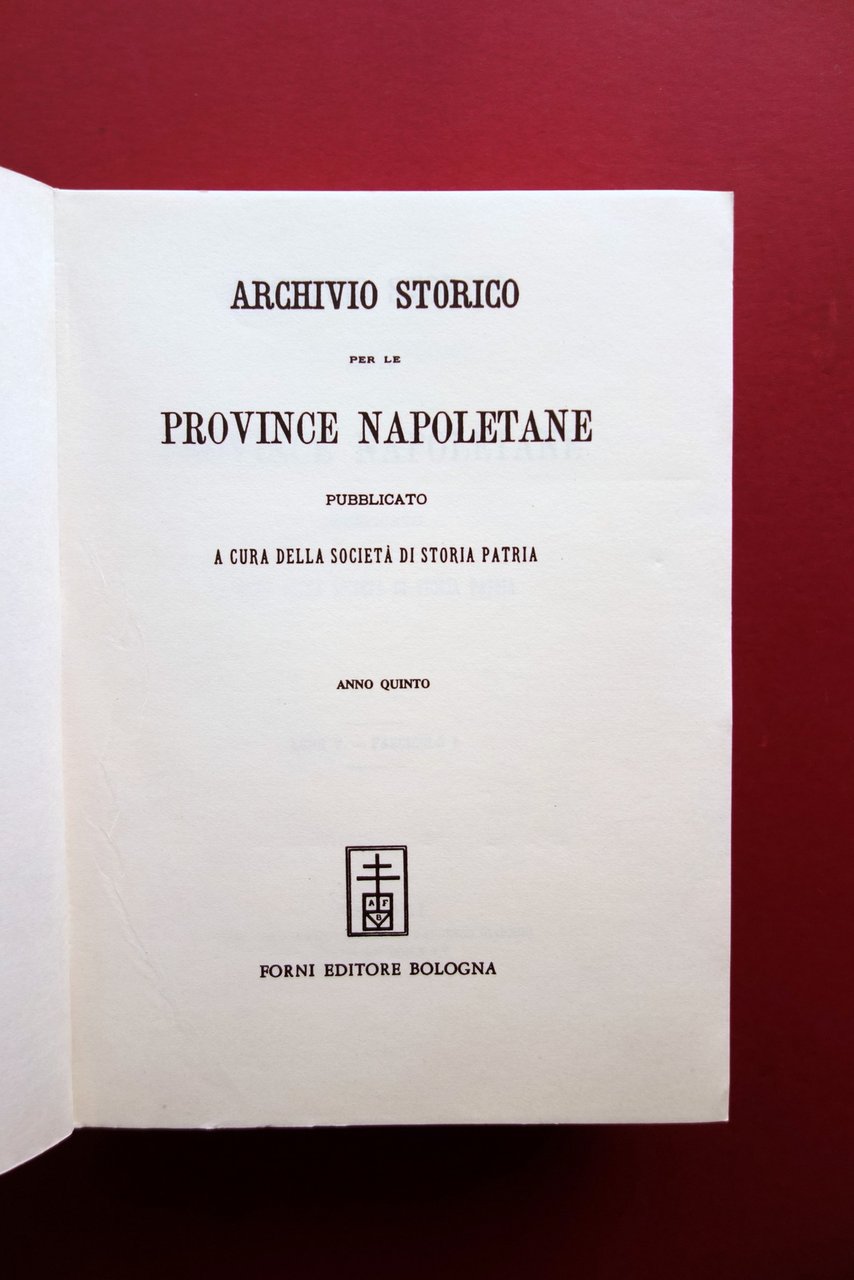 ARCHIVIO STORICO
PER LE
PROVINCE NAPOLETANE
PUBBLICATO
A CURA DELLA SOCIETÀ DI STORIA PATRIA
ANNO QUINTO
A F
B
FORNI EDITORE BOLOGNA